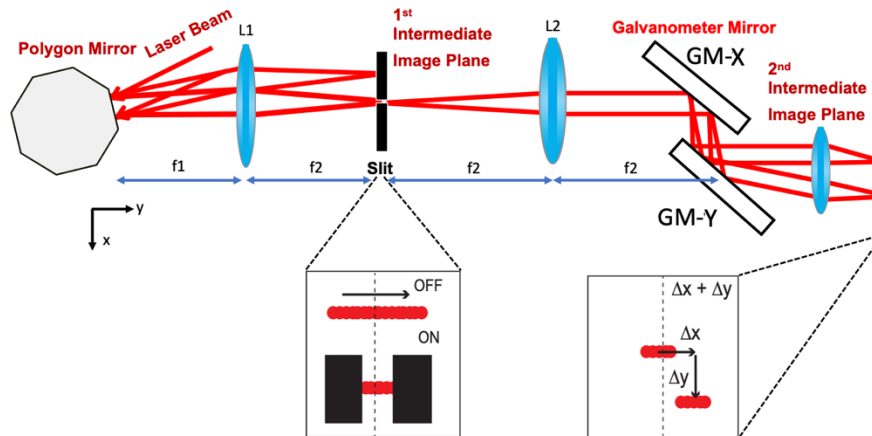 Polygon Mirror
Laser Beam
L1
1st
Intermediate
Image Plane
L2
Galvanometer Mirror
GM-X
2nd
Intermediate
Image Plane
Slit
f1
f2
f2
f2
GM-Y
y
x
OFF
ON
Δx + Δy
Δx
Δy